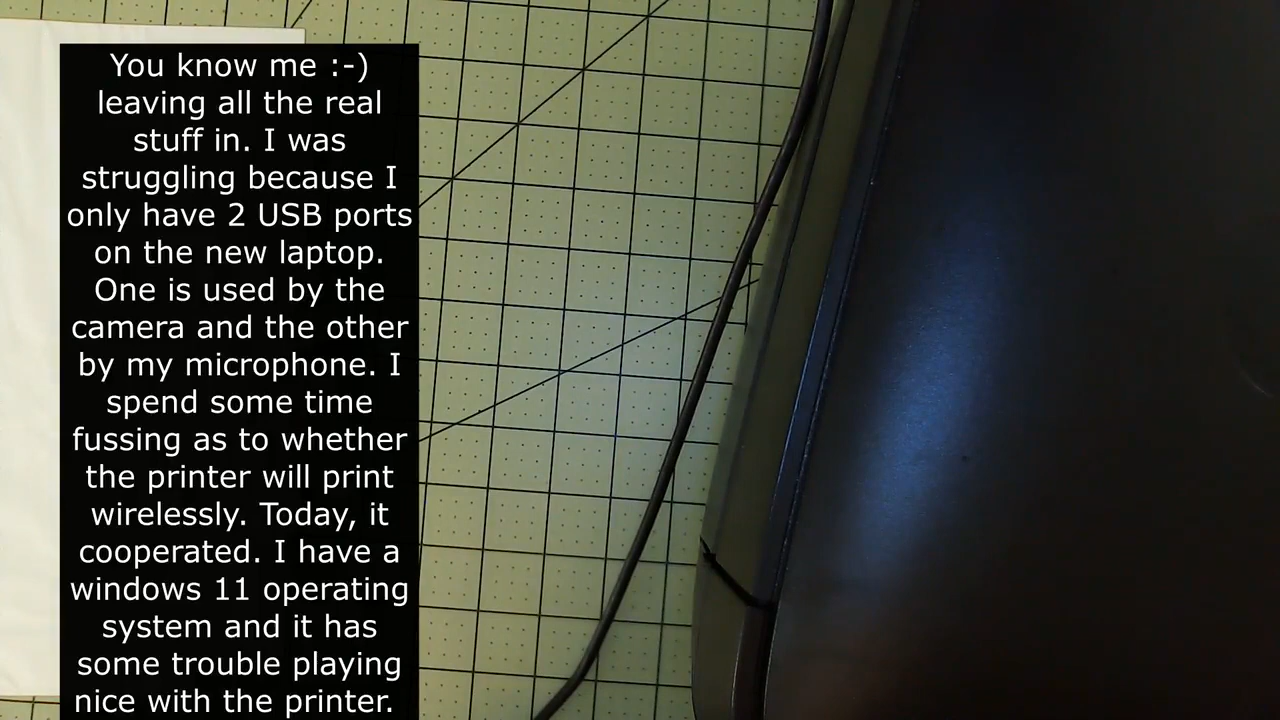 You know me :-)
leaving all the real
stuff in. I was
struggling because I
only have 2 USB ports
on the new laptop.
One is used by the
camera and the other
by my microphone. I
spend some time
fussing as to whether
the printer will print
wirelessly. Today, it
cooperated. I have a
windows 11 operating
system and it has
some trouble playing
nice with the printer.